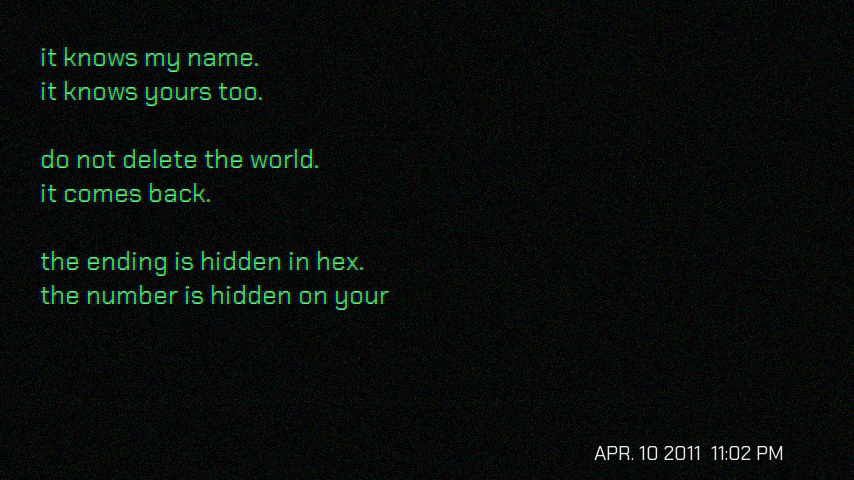 it knows my name.
it knows yours too.
do not delete the world.
it comes back.
the ending is hidden in hex.
the number is hidden on your
APR. 10 2011 11:02 PM